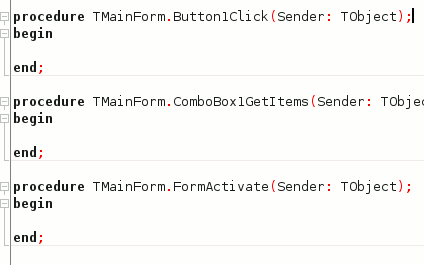 procedure TMainForm.Button1Click(Sender: TObject);
begin
end;
procedure TMainForm.ComboBox1GetItems(Sender: TObjec
begin
end;
procedure TMainForm.FormActivate(Sender: TObject);
begin
end;